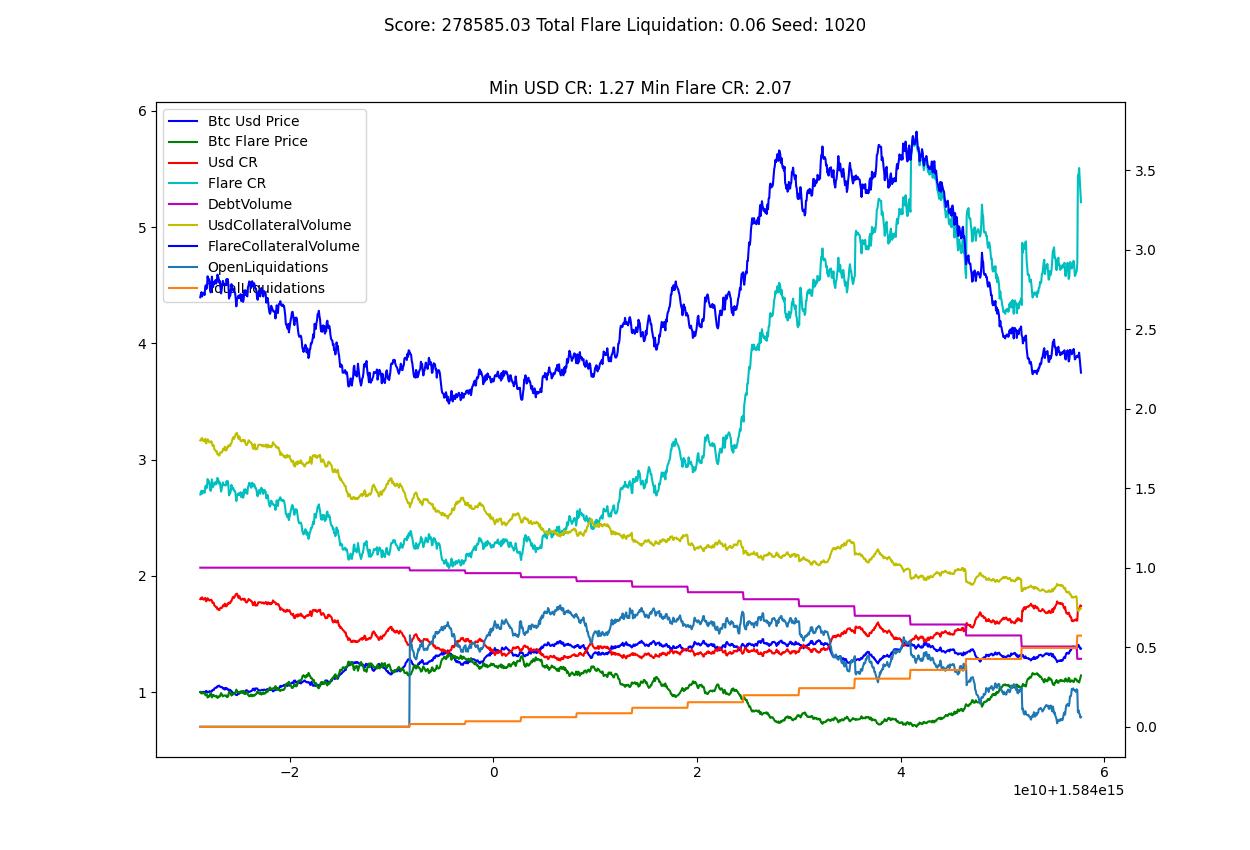 Score: 278585.03 Total Flare Liquidation: 0.06 Seed: 1020
Min USD CR: 1.27 Min Flare CR: 2.07
Btc Usd Price
Btc Flare Price
Usd CR
Flare CR
DebtVolume
UsdCollateralVolume
FlareCollateralVolume
OpenLiquidations
TotalLiquidations
6
5
4
3
2
1
3.5
3.0
2.5
2.0
1.5
1.0
0.5
0.0
−2
0
2
4
6
1e10+1.584e15